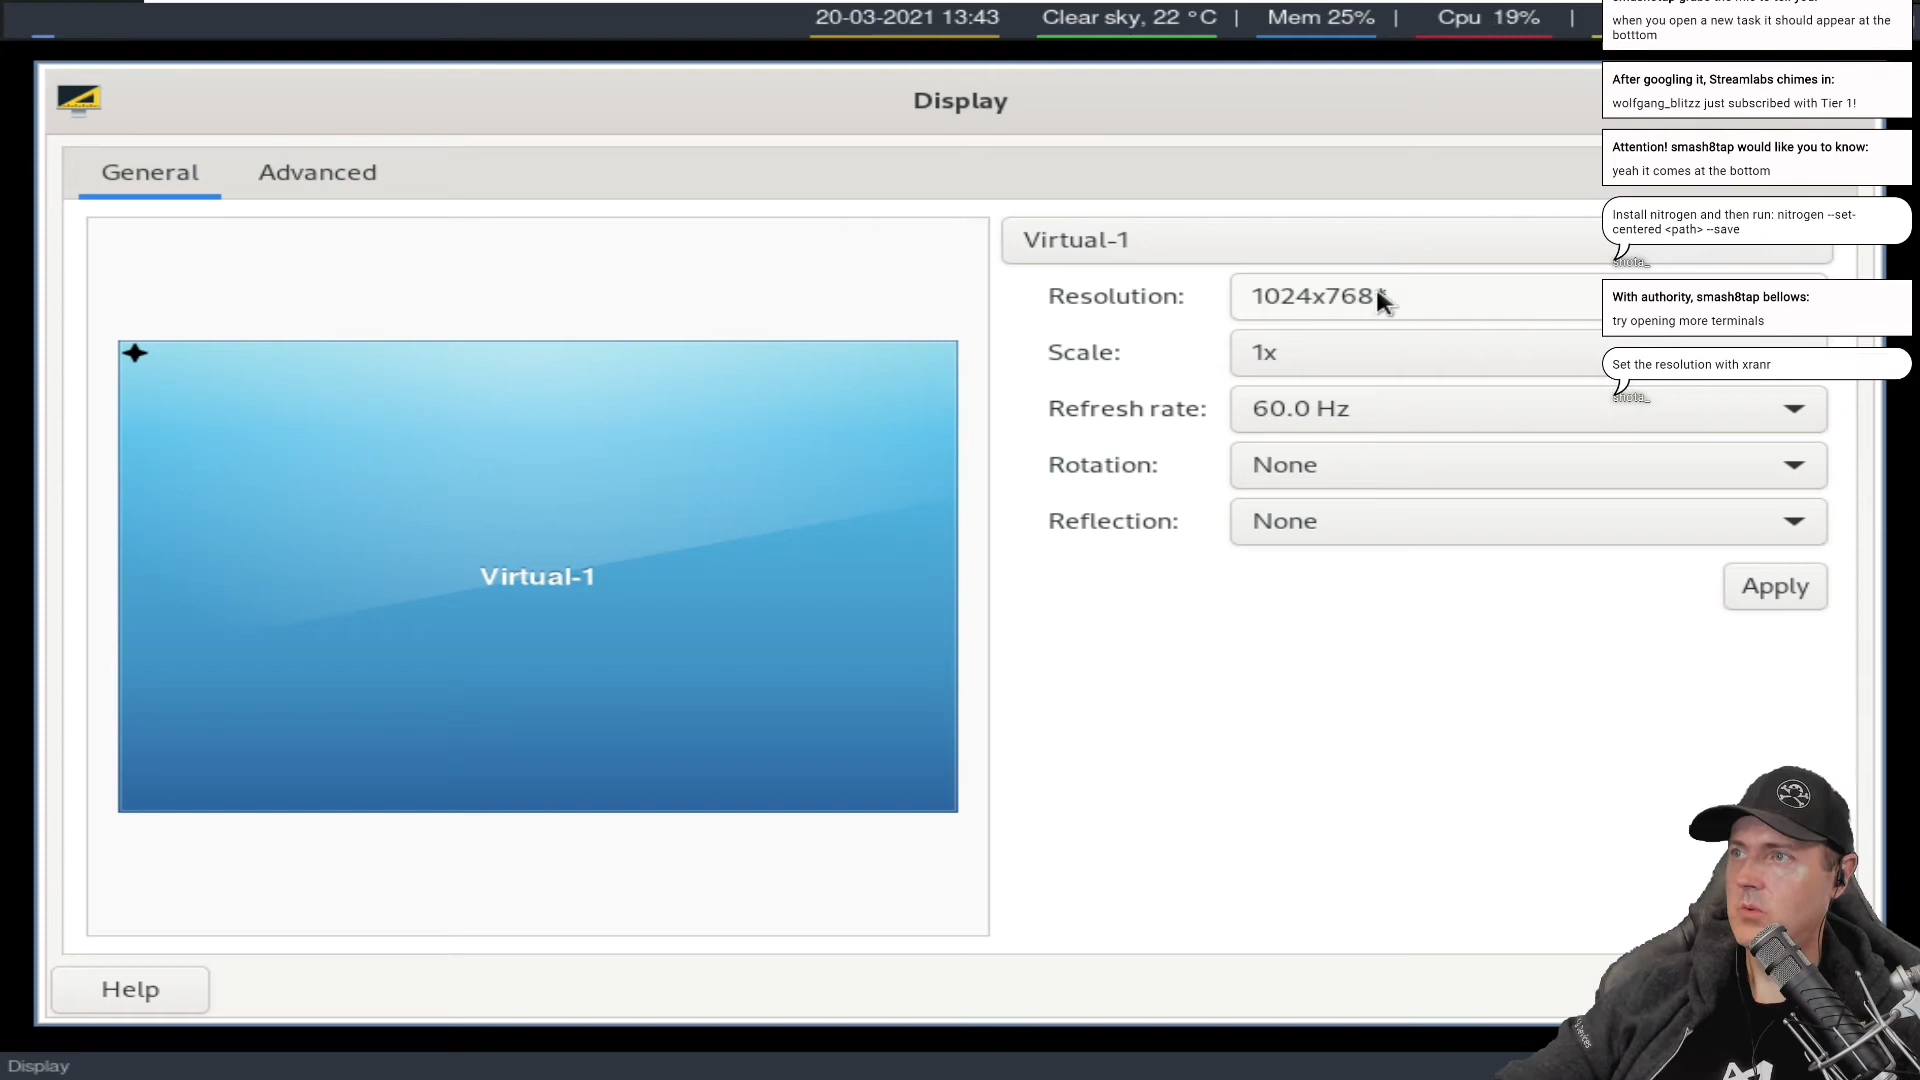 20-03-2021 13:43 Clear sky, 22 °C | Mem 25% | Cpu 19% |
Display
General Advanced
Virtual-1
Virtual-1
Resolution: 1024x768*
Scale: 1x
Refresh rate: 60.0 Hz
Rotation: None
Reflection: None
Apply
Help
Display
when you open a new task it should appear at the
botttom
After googling it, Streamlabs chimes in:
wolfgang_blitzz just subscribed with Tier 1!
Attention! smash8tap would like you to know:
yeah it comes at the bottom
Install nitrogen and then run: nitrogen --set-
centered <path> --save
shota_
With authority, smash8tap bellows:
try opening more terminals
Set the resolution with xranr
shota_